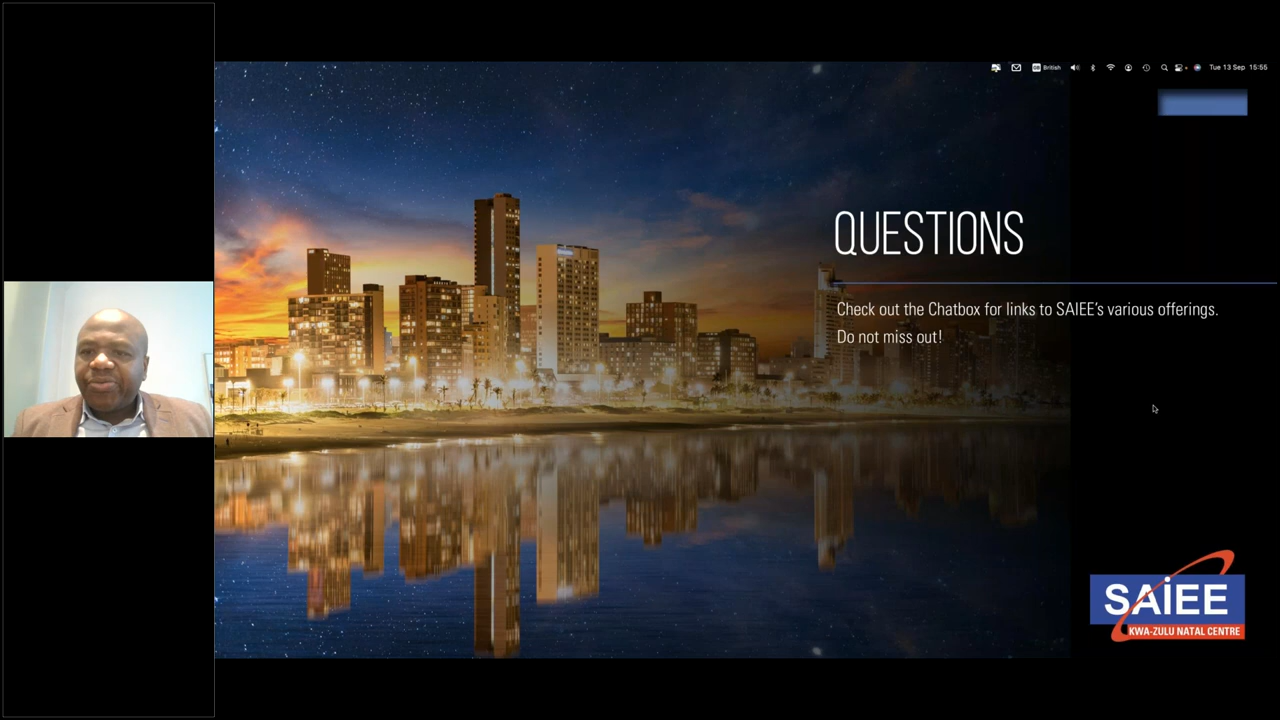 British
Tue 13 Sep 15:55
QUESTIONS
Check out the Chatbox for links to SAIEE's various offerings.
Do not miss out!
SAIEE
KWA-ZULU NATAL CENTRE